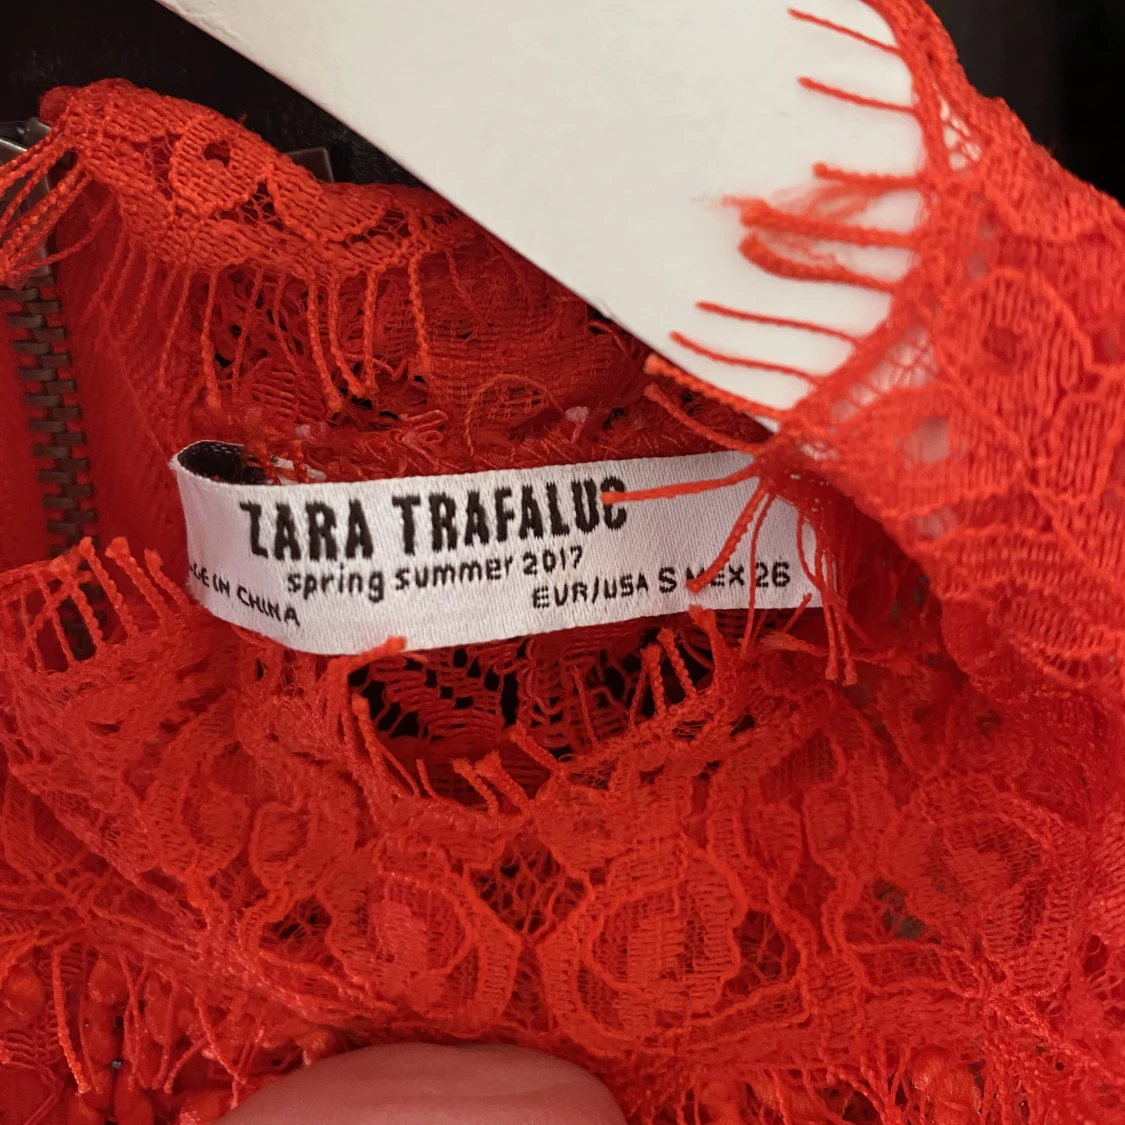 ZARA TRAFALUC
spring summer 2017
EUR/USA S MEX 26
IN CHINA